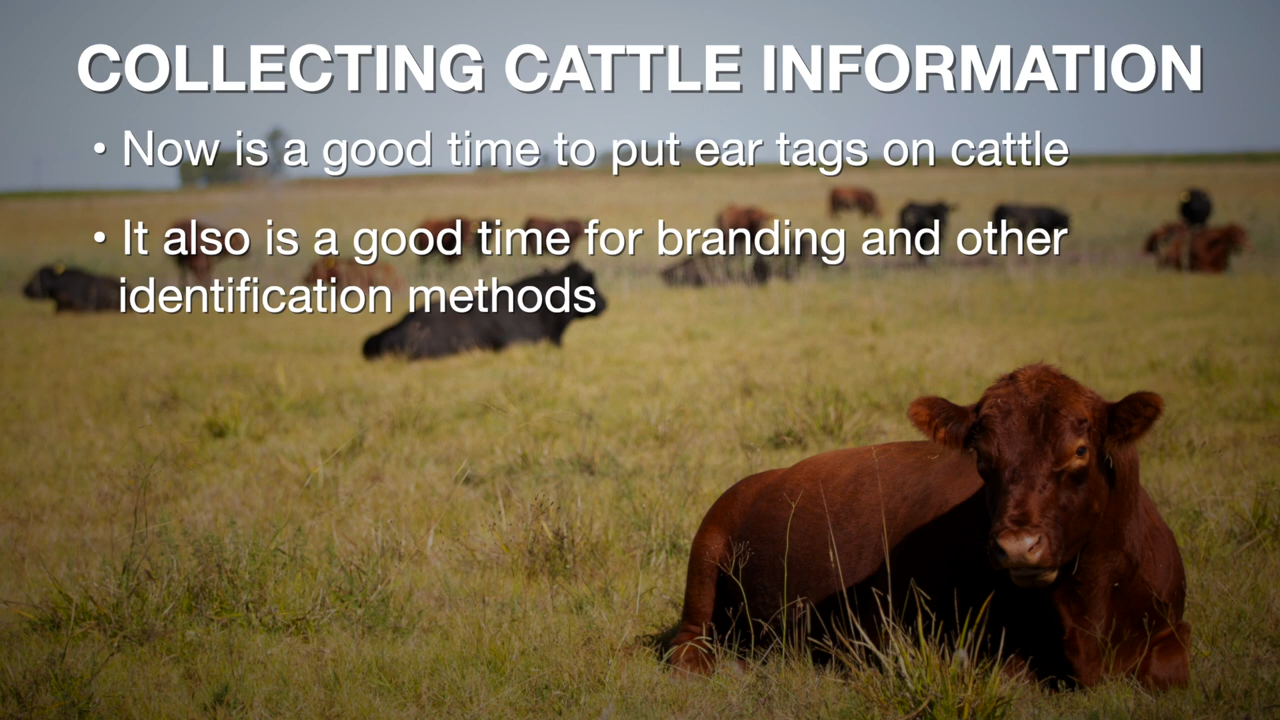 COLLECTING CATTLE INFORMATION
• Now is a good time to put ear tags on cattle
• It also is a good time for branding and other
identification methods